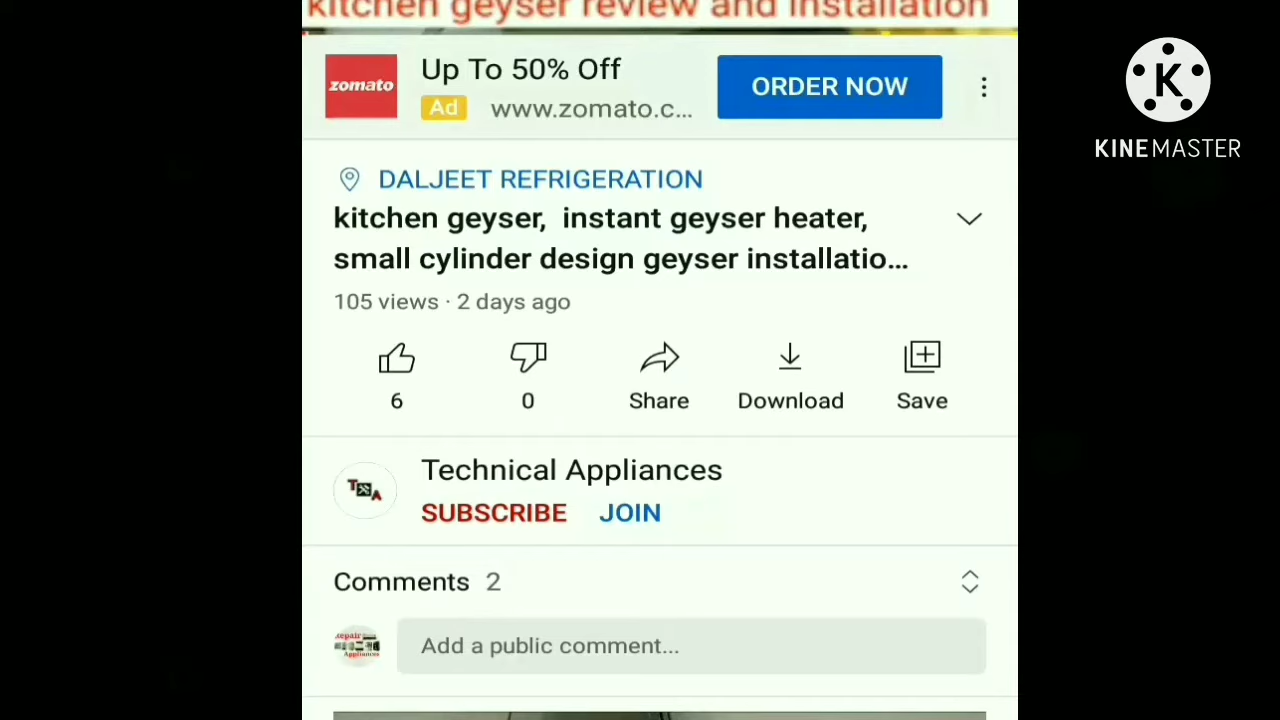 kitchen geyser review and installation
zomato
Up To 50% Off
Ad www.zomato.c...
ORDER NOW
K
KINEMASTER
DALJEET REFRIGERATION
kitchen geyser, instant geyser heater,
small cylinder design geyser installatio...
105 views · 2 days ago
6 0 Share Download Save
Technical Appliances
SUBSCRIBE JOIN
Comments 2
Add a public comment...